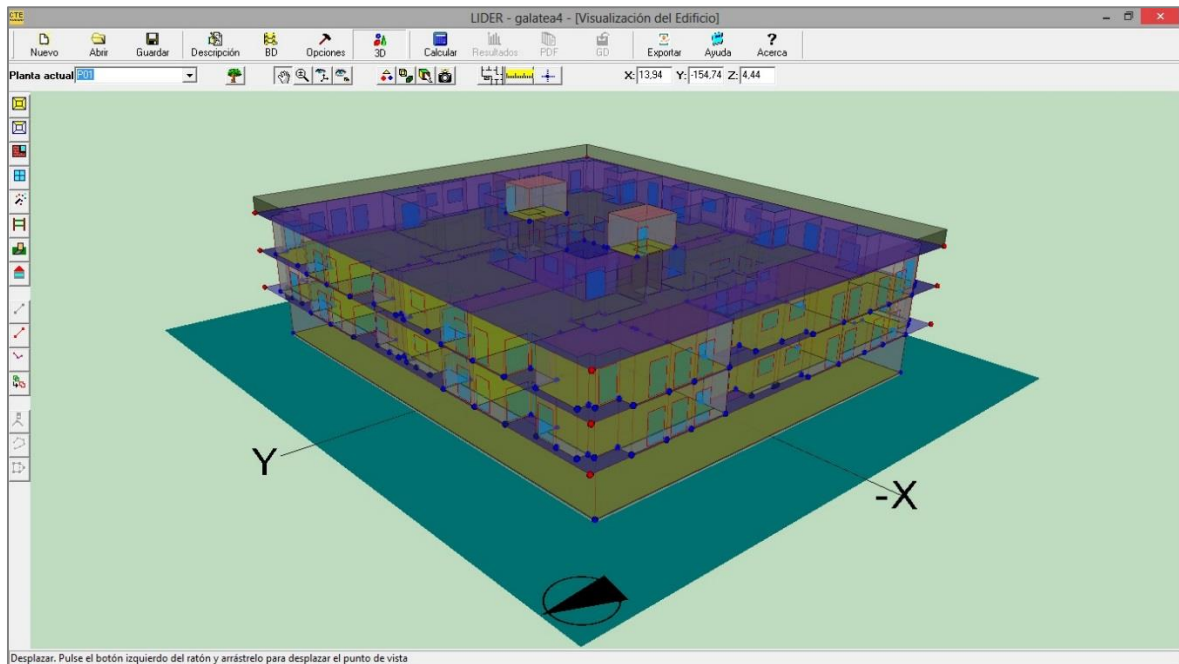 CTE
LIDER - galatea4 - [Visualización del Edificio]
Nuevo Abrir Guardar Descripción BD Opciones 3D Calcular Resultados PDF GD Exportar Ayuda Acerca
Planta actual P01 X: 13,94 Y: -154,74 Z: 4,44
Y
-X
Desplazar. Pulse el botón izquierdo del ratón y arrástrelo para desplazar el punto de vista